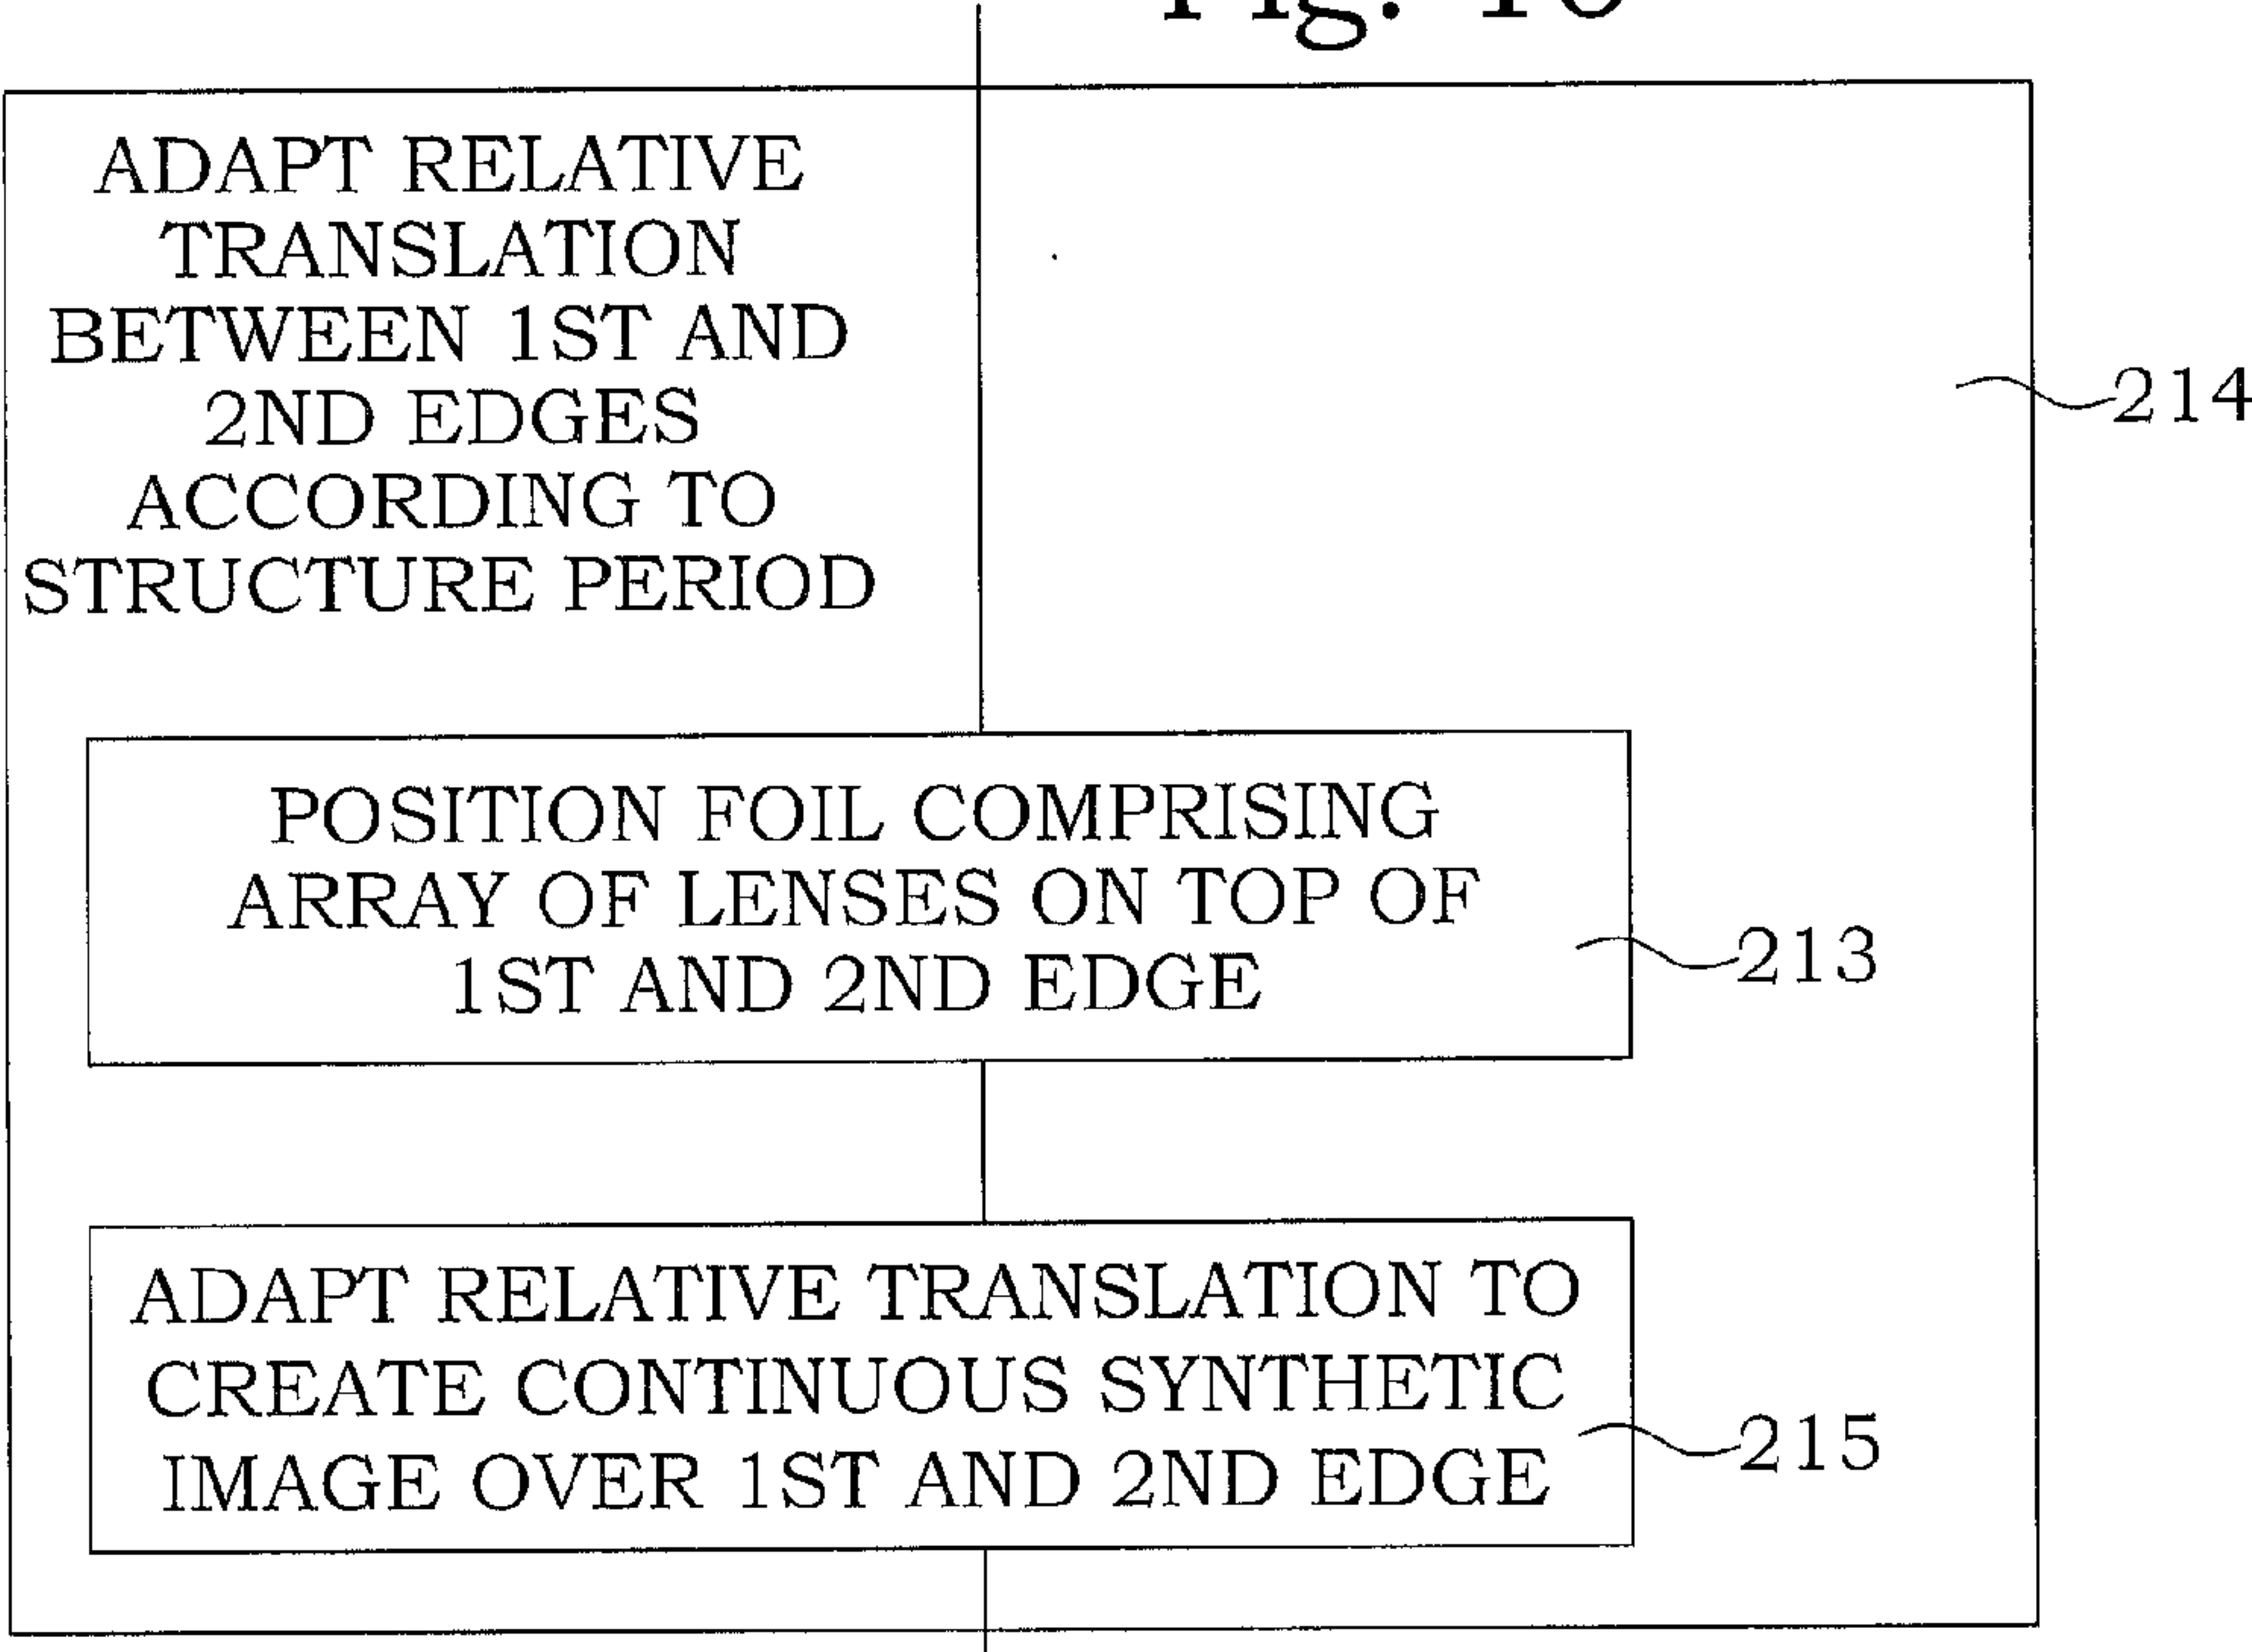 ADAPT RELATIVE
TRANSLATION
BETWEEN 1ST AND
2ND EDGES
ACCORDING TO
STRUCTURE PERIOD
214
POSITION FOIL COMPRISING
ARRAY OF LENSES ON TOP OF
1ST AND 2ND EDGE
213
ADAPT RELATIVE TRANSLATION TO
CREATE CONTINUOUS SYNTHETIC
IMAGE OVER 1ST AND 2ND EDGE
215